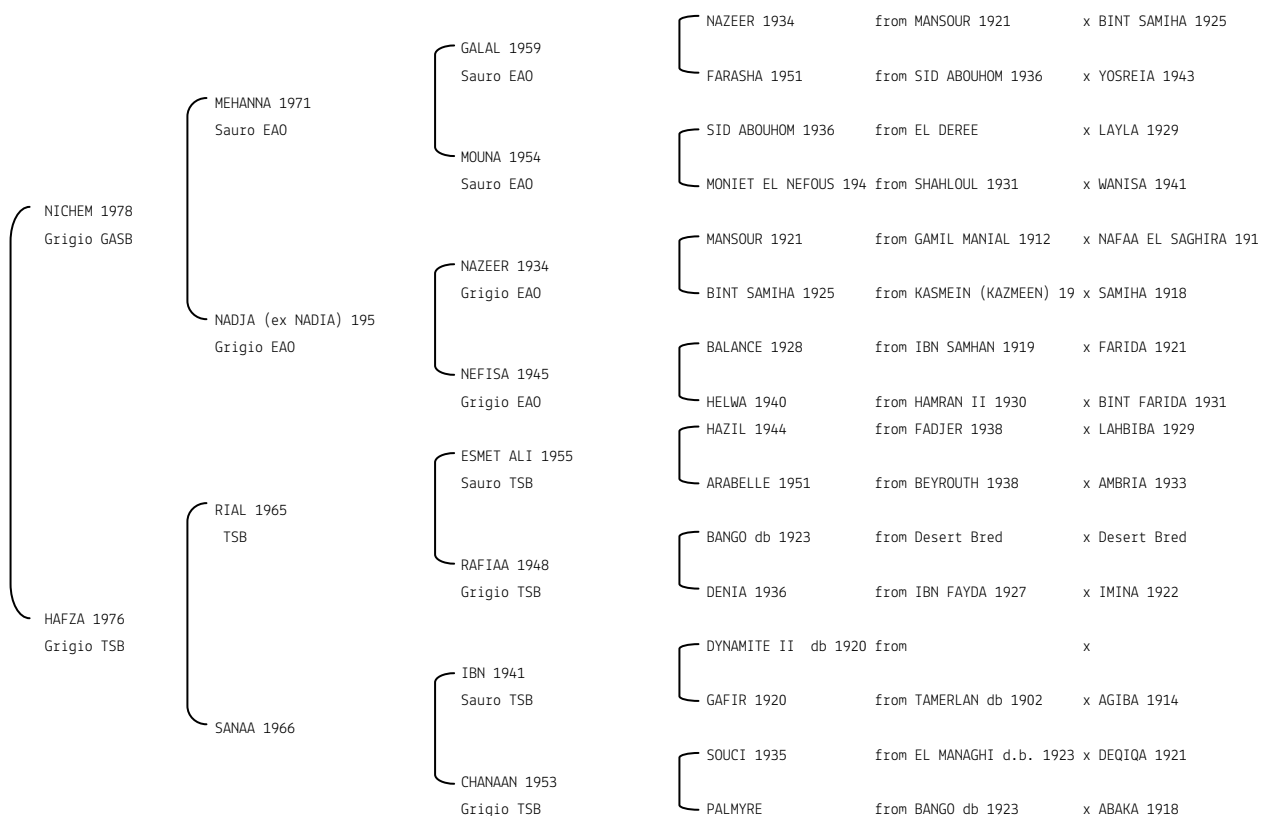 NAZEER 1934 from MANSOUR 1921 x BINT SAMIHA 1925
GALAL 1959
Sauro EAO FARASHA 1951 from SID ABOUHOM 1936 x YOSREIA 1943
MEHANNA 1971
Sauro EAO SID ABOUHOM 1936 from EL DEREE x LAYLA 1929
MOUNA 1954
Sauro EAO MONIET EL NEFOUS 194 from SHAHLOUL 1931 x WANISA 1941
NICHEM 1978
Grigio GASB MANSOUR 1921 from GAMIL MANIAL 1912 x NAFAA EL SAGHIRA 191
NAZEER 1934
Grigio EAO BINT SAMIHA 1925 from KASMEIN (KAZMEEN) 19 x SAMIHA 1918
NADJA (ex NADIA) 195
Grigio EAO BALANCE 1928 from IBN SAMHAN 1919 x FARIDA 1921
NEFISA 1945
Grigio EAO HELWA 1940 from HAMRAN II 1930 x BINT FARIDA 1931
HAZIL 1944 from FADJER 1938 x LAHBIBA 1929
ESMET ALI 1955
Sauro TSB ARABELLE 1951 from BEYROUTH 1938 x AMBRIA 1933
RIAL 1965
TSB BANGO db 1923 from Desert Bred x Desert Bred
RAFIAA 1948
Grigio TSB DENIA 1936 from IBN FAYDA 1927 x IMINA 1922
HAFZA 1976
Grigio TSB DYNAMITE II db 1920 from x
IBN 1941
Sauro TSB GAFIR 1920 from TAMERLAN db 1902 x AGIBA 1914
SANAA 1966
SOUCI 1935 from EL MANAGHI d.b. 1923 x DEQIQA 1921
CHANAAN 1953
Grigio TSB PALMYRE from BANGO db 1923 x ABAKA 1918